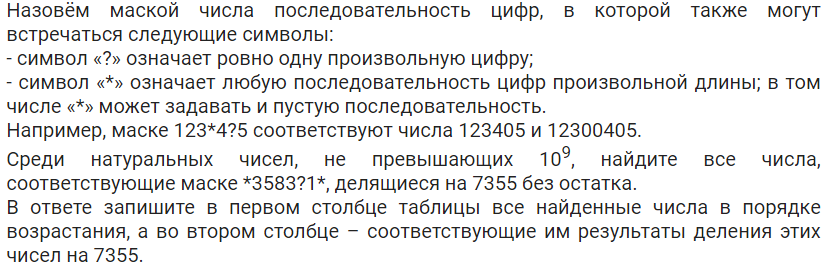 Назовём маской числа последовательность цифр, в которой также могут
встречаться следующие символы:
- символ «?» означает ровно одну произвольную цифру;
- символ «*» означает любую последовательность цифр произвольной длины; в том
числе «*» может задавать и пустую последовательность.
Например, маске 123*4?5 соответствуют числа 123405 и 12300405.
Среди натуральных чисел, не превышающих 10⁹, найдите все числа,
соответствующие маске *3583?1*, делящиеся на 7355 без остатка.
В ответе запишите в первом столбце таблицы все найденные числа в порядке
возрастания, а во втором столбце – соответствующие им результаты деления этих
чисел на 7355.